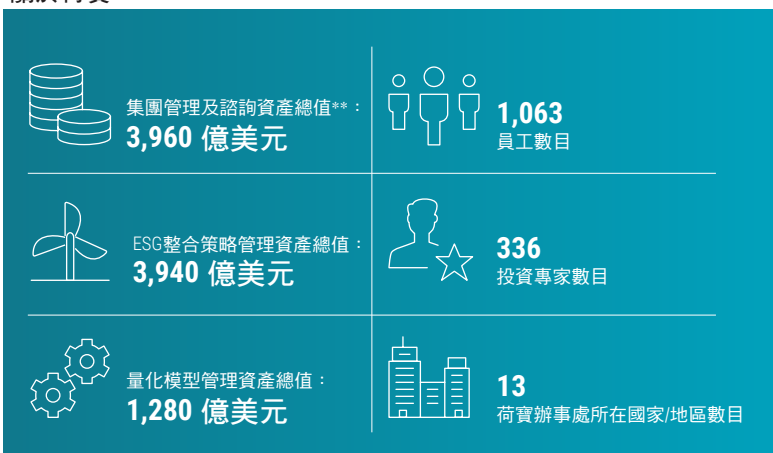 集團管理及諮詢資產總值**：
3,960 億美元
1,063
員工數目
ESG整合策略管理資產總值：
3,940 億美元
336
投資專家數目
量化模型管理資產總值：
1,280 億美元
13
荷寶辦事處所在國家/地區數目